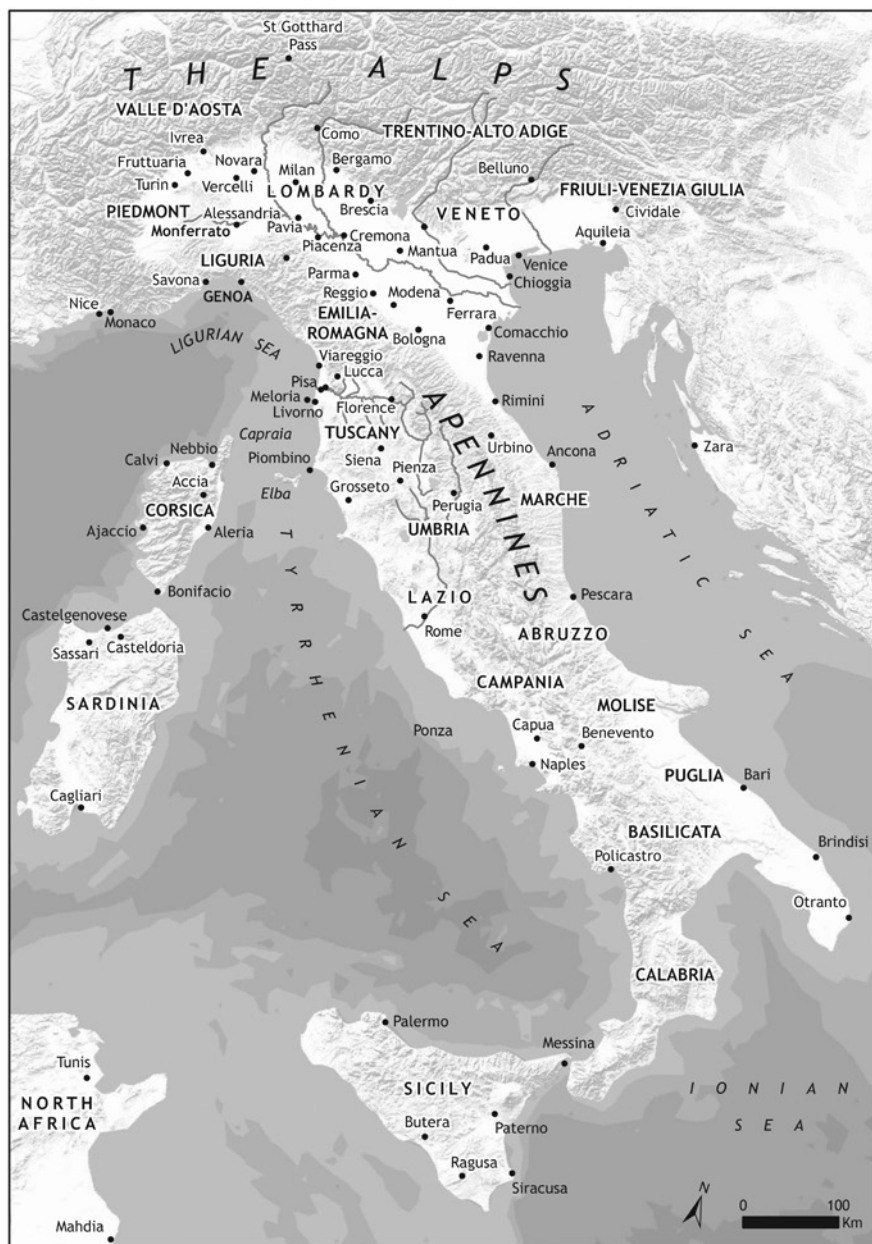 St Gotthard
Pass
THE ALPS
VALLE D'AOSTA
Ivrea
Como
TRENTINO-ALTO ADIGE
Fruttuaria
Novara
Milan
Bergamo
Belluno
Turin
Vercelli
LOMBARDY
FRIULI-VENEZIA GIULIA
Cividale
PIEDMONT
Alessandria
Brescia
VENETO
Monferrato
Pavia
Cremona
Aquileia
Piacenza
Mantua
Padua
Venice
LIGURIA
Chioggia
Savona
GENOA
Parma
Reggio
Modena
Nice
Monaco
EMILIA-
ROMAGNA
Ferrara
Comacchio
Bologna
LIGURIAN SEA
Viareggio
Lucca
Ravenna
Pisa
Meloria
Livorno
Florence
APENNINES
Rimini
ADRIATIC SEA
TUSCANY
Capraia
Nebbio
Calvi
Siena
Urbino
Ancona
Zara
Piombino
Pienza
Accia
Elba
Grosseto
Perugia
MARCHE
CORSICA
Ajaccio
Aleria
UMBRIA
TYRRHENIAN SEA
Bonifacio
LAZIO
Pescara
Castelgenovese
Rome
Sassari
Casteldoria
ABRUZZO
SARDINIA
CAMPANIA
MOLISE
Ponza
Capua
Benevento
Naples
PUGLIA
Bari
Cagliari
BASILICATA
Policastro
Brindisi
Otranto
CALABRIA
Palermo
Messina
Tunis
SICILY
IONIAN
SEA
NORTH
AFRICA
Butera
Paterno
Ragusa
Siracusa
N
0 100
Km
Mahdia